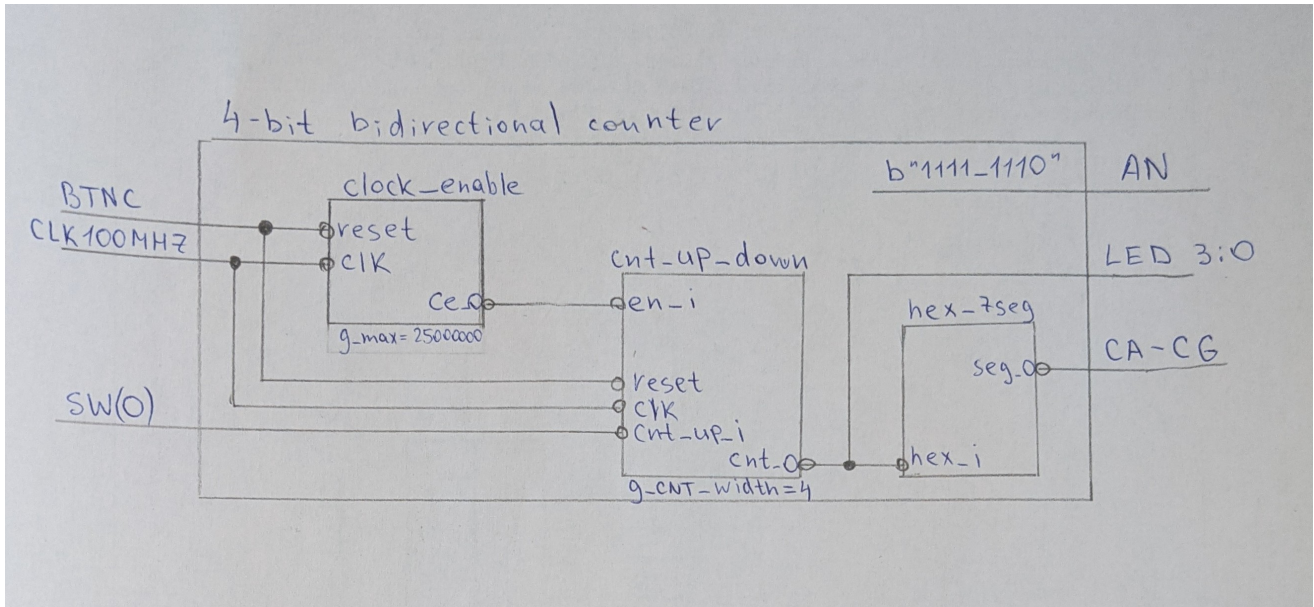 4-bit bidirectional counter
b"1111_1110"
AN
BTNC
clock_enable
CLK100MHZ
reset
clk
ce_o
g_max= 25000000
cnt_up_down
en_i
reset
clk
cnt_up_i
cnt_o
g_CNT_width=4
LED 3:0
hex_7seg
seg_o
CA-CG
hex_i
SW(0)